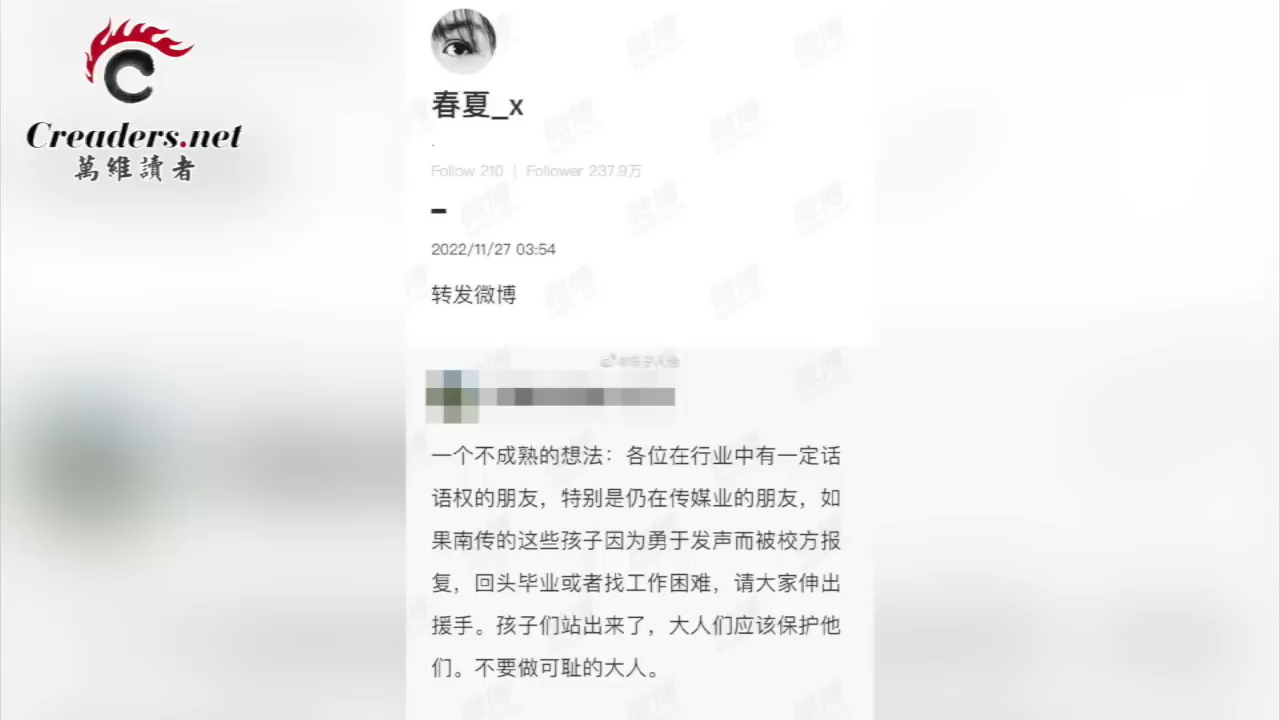 Creaders.net
萬維讀者
春夏_x
.
Follow 210 | Follower 237.9万
2022/11/27 03:54
转发微博
一个不成熟的想法：各位在行业中有一定话
语权的朋友，特别是仍在传媒业的朋友，如
果南传的这些孩子因为勇于发声而被校方报
复，回头毕业或者找工作困难，请大家伸出
援手。孩子们站出来了，大人们应该保护他
们。不要做可耻的大人。